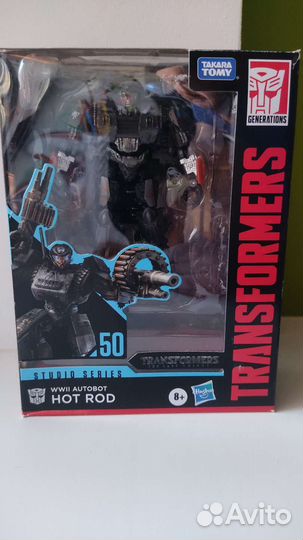 TAKARA
TOMY
GENERATIONS
TRANSFORMERS
50
STUDIO SERIES
WWII AUTOBOT
HOT ROD
TRANSFORMERS
8+
Hasbro
Avito